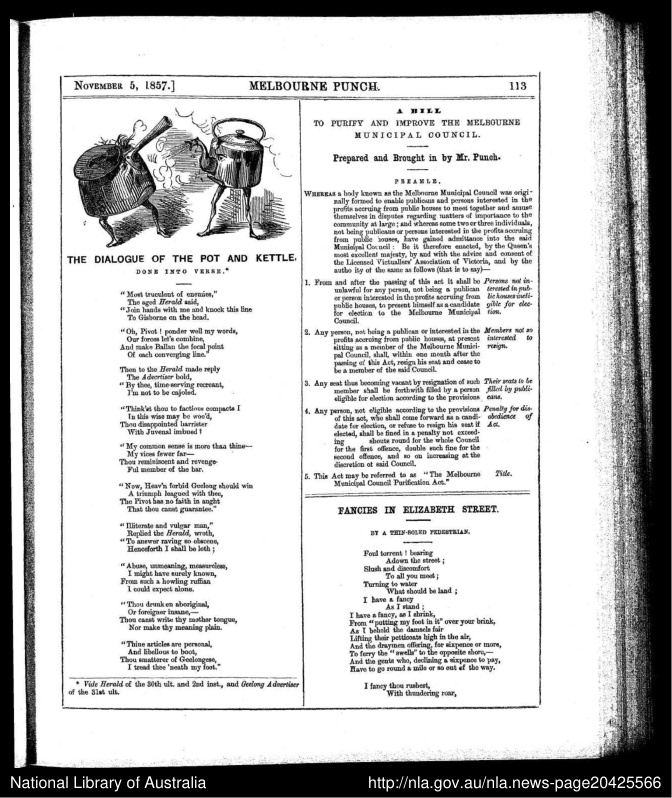 NOVEMBER 5, 1857.]
MELBOURNE PUNCH.
113
THE DIALOGUE OF THE POT AND KETTLE.
DONE INTO VERSE.*
"Most truculent of enemies,"
The aged Herald said,
"Join hands with me and knock this line
To Gisborne on the head.
"Oh, Pivot! ponder well my words,
Our forces let's combine,
And make Ballan the focal point
Of each converging line."
Then to the Herald made reply
The Advertiser bold,
"By thee, time-serving recreant,
I'm not to be cajoled.
"Think'st thou to factious compacts I
In this wise may be woo'd,
Thou disappointed barrister
With Juvenal imbued?
"My common sense is more than thine—
My vices fewer far—
Thou reminiscent and revenge-
Ful member of the bar.
"Now, Heav'n forbid Geelong should win
A triumph leagued with thee,
The Pivot has no faith in aught
That thou canst guarantee."
"Illiterate and vulgar man,"
Replied the Herald, wroth,
"To answer raving so obscene,
Henceforth I shall be loth;
"Abuse, unmeaning, measureless,
I might have surely known,
From such a howling ruffian
I could expect alone.
"Thou drunken aboriginal,
Or foreigner insane,—
Thou canst write thy mother tongue,
Nor make thy meaning plain.
"Thine articles are personal,
And libellous to boot,
Thou smatterer of Geelongese,
I tread thee 'neath my foot."
* Vide Herald of the 30th ult. and 2nd inst., and Geelong Advertiser
of the 31st ult.
A BILL
TO PURIFY AND IMPROVE THE MELBOURNE
MUNICIPAL COUNCIL.
Prepared and Brought in by Mr. Punch.
PREAMBLE.
WHEREAS a body known as the Melbourne Municipal Council was origi-
nally formed to enable publicans and persons interested in the
profits accruing from public houses to meet together and amuse
themselves in disputes regarding matters of importance to the
community at large; and whereas some two or three individuals,
not being publicans or persons interested in the profits accruing
from public houses, have gained admittance into the said
Municipal Council: Be it therefore enacted, by the Queen's
most excellent majesty, by and with the advice and consent of
the Licensed Victuallers' Association of Victoria, and by the
autho ity of the same as follows (that is to say)—
1. From and after the passing of this act it shall be
unlawful for any person, not being a publican
or person interested in the profits accruing from
public houses, to present himself as a candidate
for election to the Melbourne Municipal
Council.
Persons not in-
terested in pub-
lic houses ineli-
gible for elec-
tion.
2. Any person, not being a publican or interested in the
profits accruing from public houses, at present
sitting as a member of the Melbourne Munici-
pal Council, shall, within one month after the
passing of this Act, resign his seat and cease to
be a member of the said Council.
Members not so
interested to
resign.
3. Any seat thus becoming vacant by resignation of such
member shall be forthwith filled by a person
eligible for election according to the provisions
Their seats to be
filled by publi-
cans.
4. Any person, not eligible according to the provisions
of this act, who shall come forward as a candi-
date for election, or refuse to resign his seat if
elected, shall be fined in a penalty not exceed-
ing shouts round for the whole Council
for the first offence, double such fine for the
second offence, and so on increasing at the
discretion of said Council.
Penalty for dis-
obedience of
Act.
5. This Act may be referred to as "The Melbourne
Municipal Council Purification Act."
Title.
FANCIES IN ELIZABETH STREET.
BY A THIN-SOLED PEDESTRIAN.
Foul torrent! bearing
Adown the street;
Slush and discomfort
To all you meet;
Turning to water
What should be land;
I have a fancy
As I stand;
I have a fancy, as I shrink,
From "putting my foot in it" over your brink,
As I behold the damsels fair
Lifting their petticoats high in the air,
And the draymen offering, for sixpence or more,
To ferry the "swells" to the opposite shore,—
And the gents who, declining a sixpence to pay,
Have to go round a mile or so out of the way.
I fancy thou rushest,
With thundering roar,
National Library of Australia
http://nla.gov.au/nla.news-page20425566